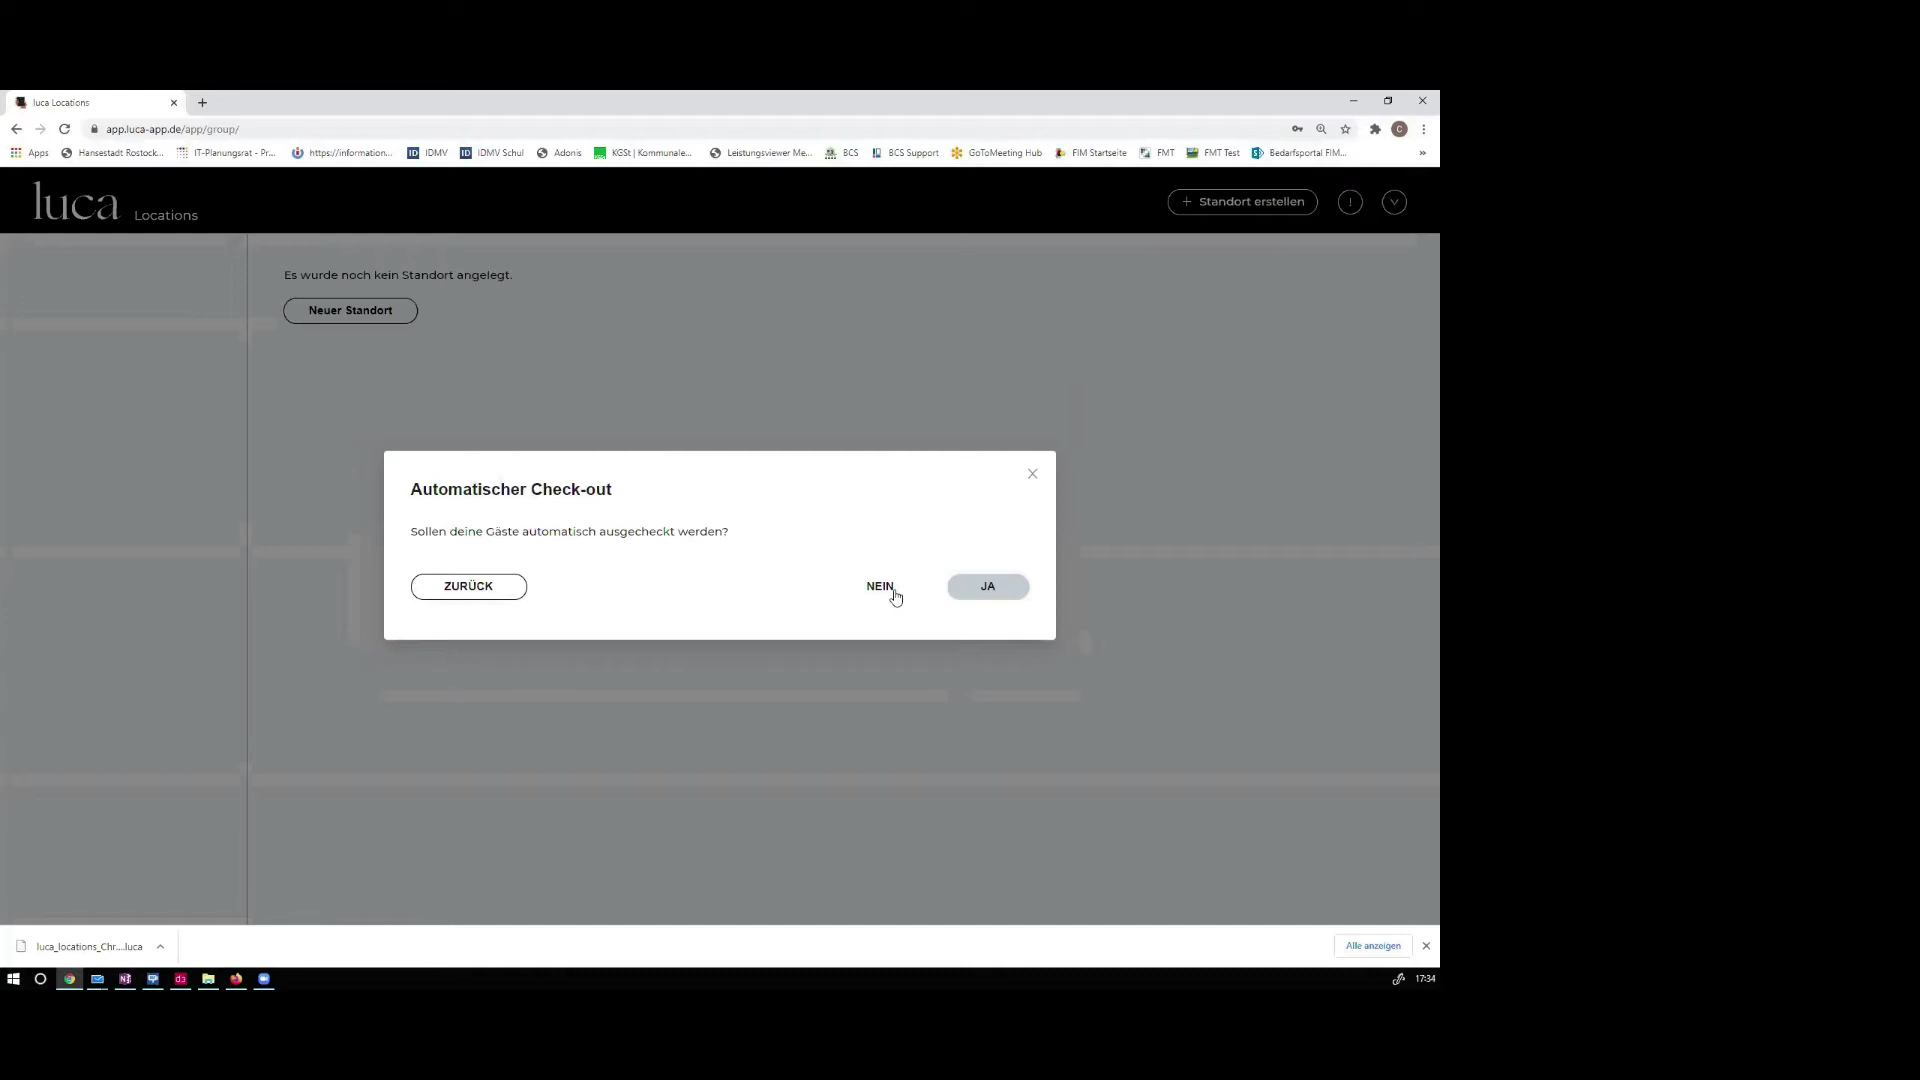 luca Locations
app.luca-app.de/app/group/
C
Apps
Hansestadt Rostock...
IT-Planungsrat - Pr...
https://information...
ID IDMV
ID IDMV Schul
Adonis
KGSt | Kommunale...
Leistungsviewer Me...
BCS
BCS Support
GoToMeeting Hub
FIM Startseite
FMT
FMT Test
Bedarfsportal FIM...
»
luca Locations
+ Standort erstellen
!
Es wurde noch kein Standort angelegt.
Neuer Standort
Automatischer Check-out
Sollen deine Gäste automatisch ausgecheckt werden?
ZURÜCK
NEIN
JA
luca_locations_Chr....luca
Alle anzeigen
d3
17:34